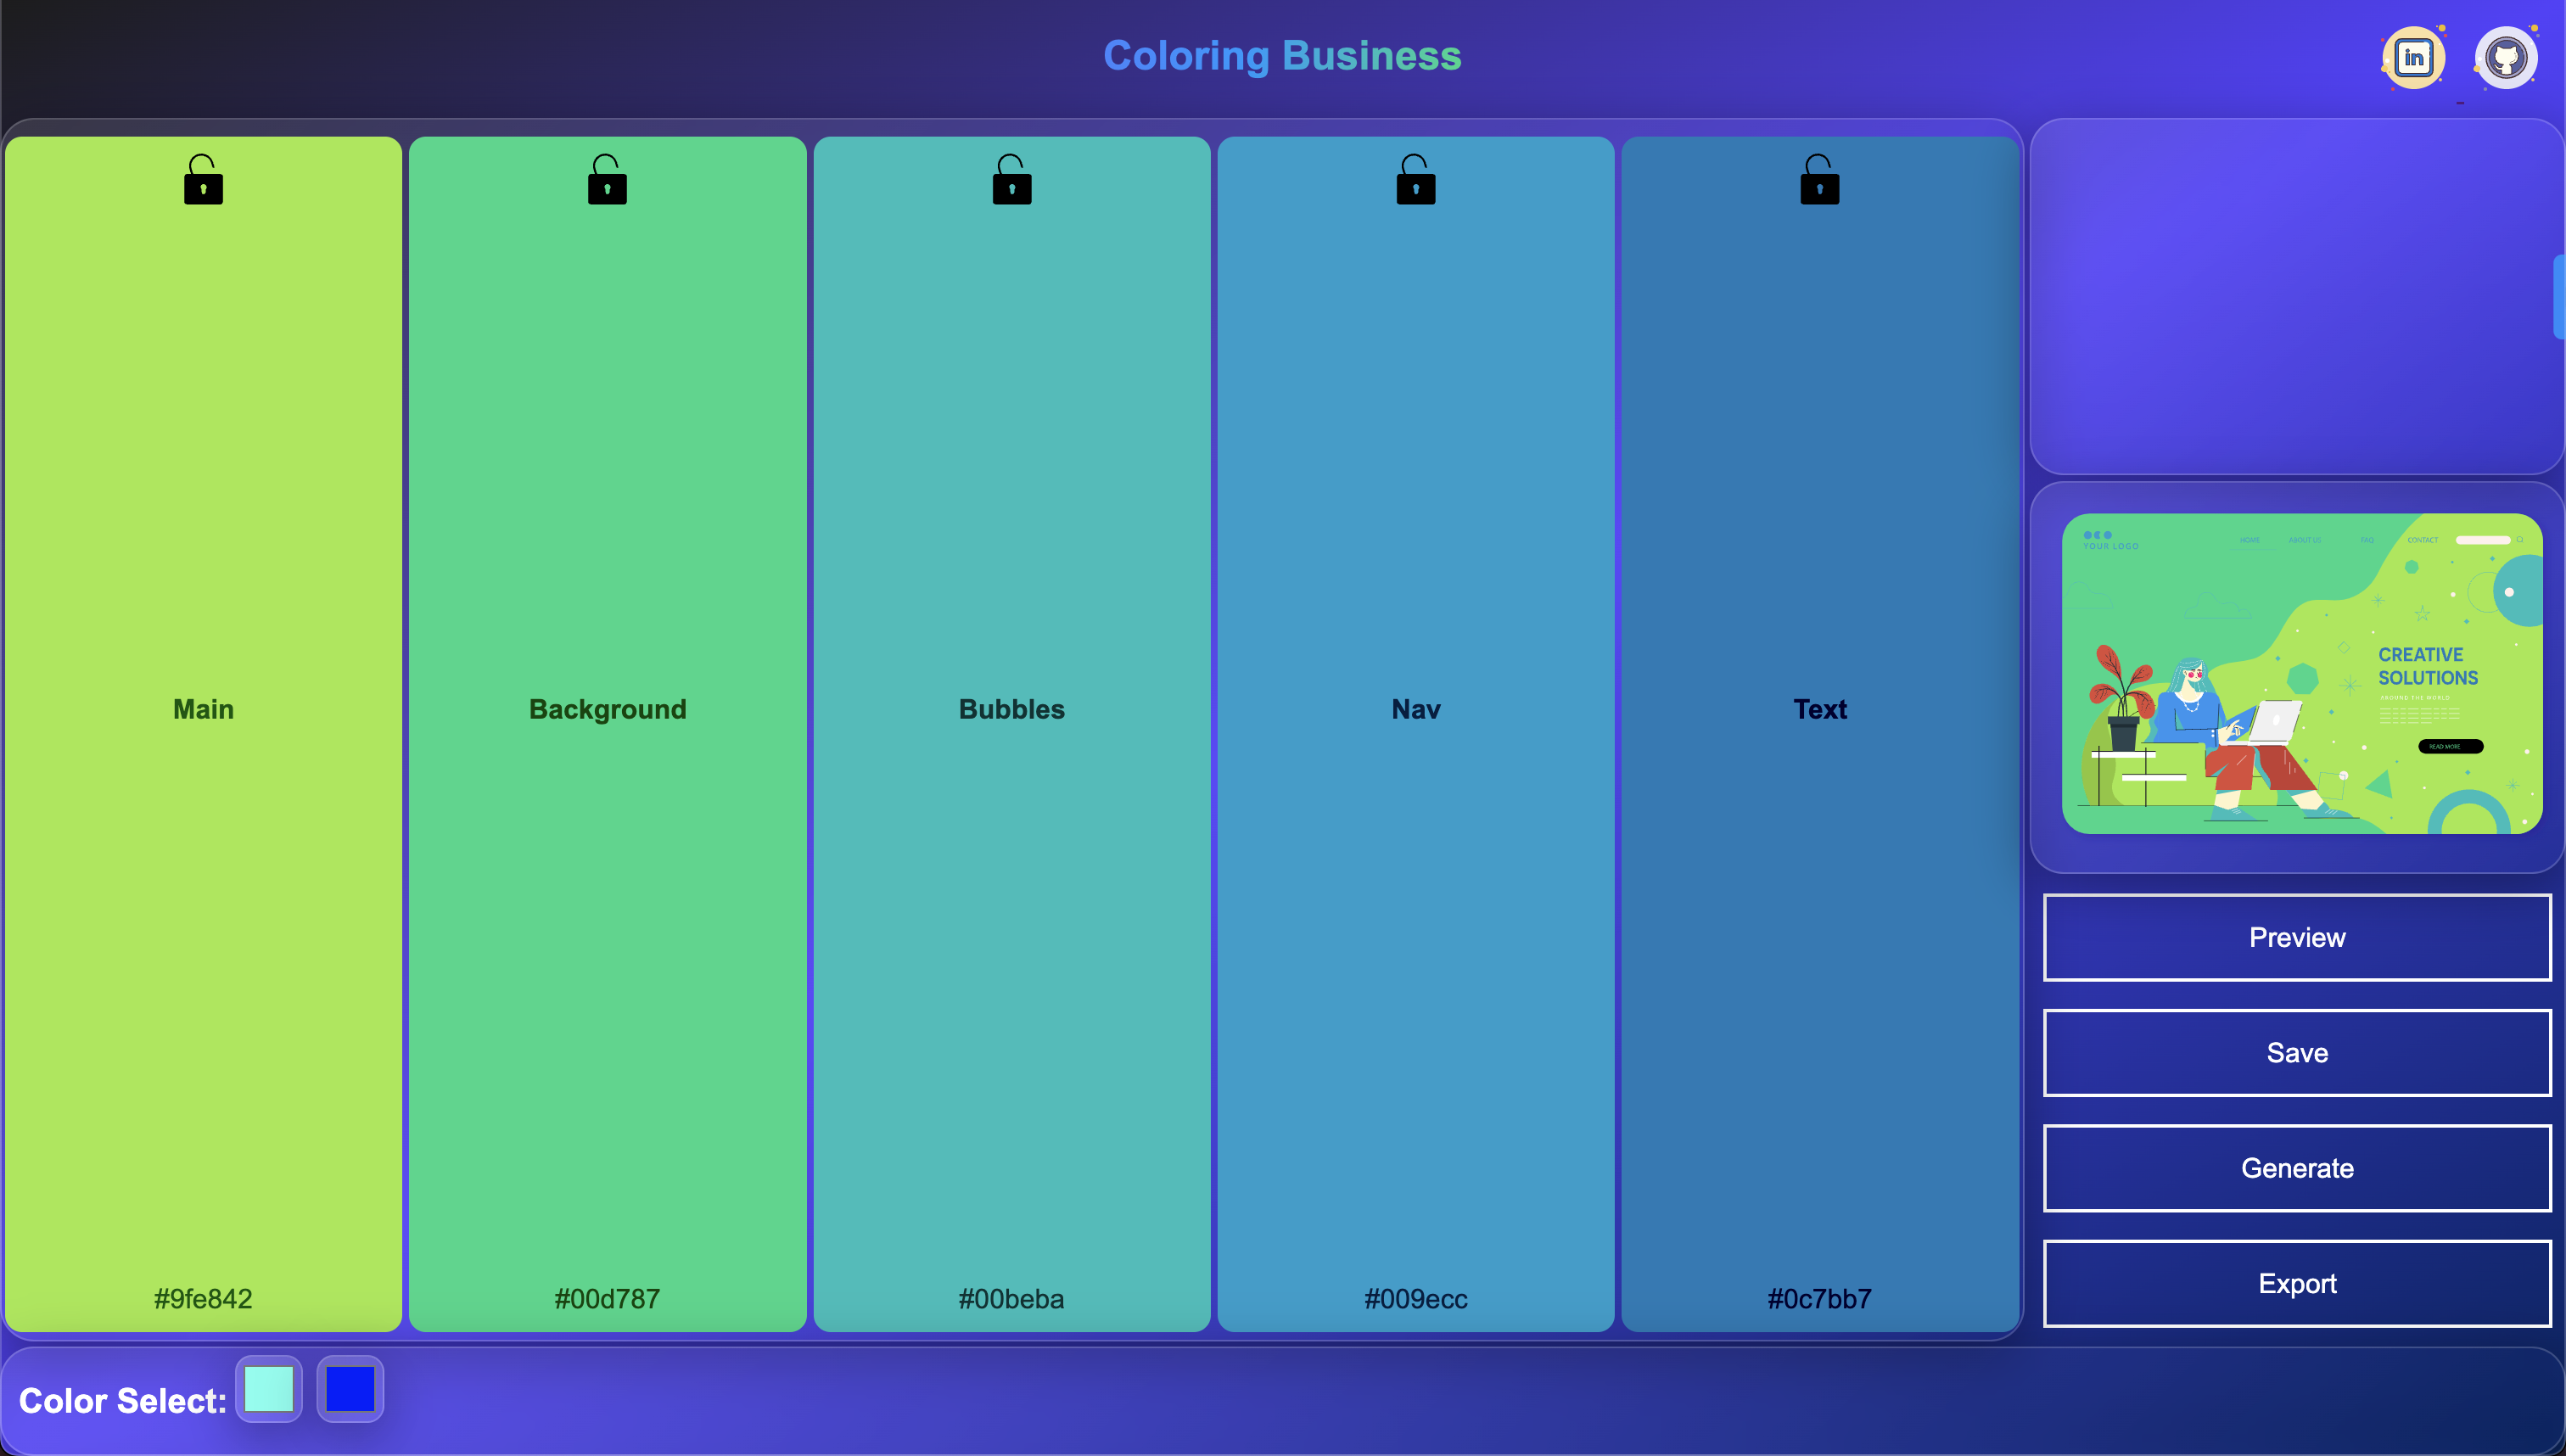 Coloring Business
in
Main
Background
Bubbles
Nav
Text
#9fe842
#00d787
#00beba
#009ecc
#0c7bb7
YOUR LOGO
HOME ABOUT US FAQ CONTACT
CREATIVE
SOLUTIONS
AROUND THE WORLD
READ MORE
Preview
Save
Generate
Export
Color Select: